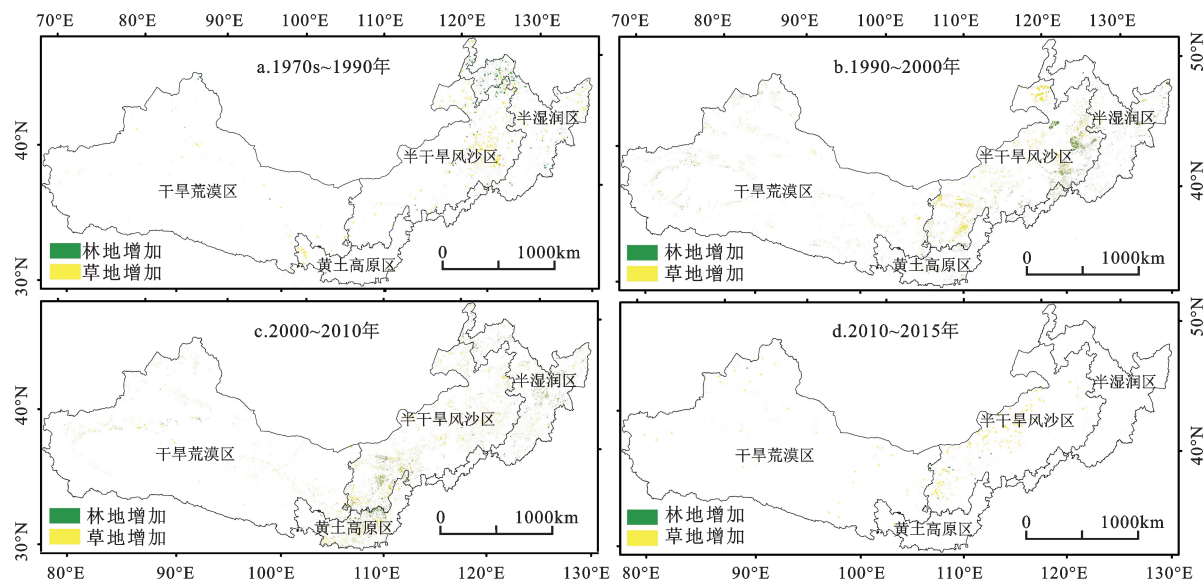 70°E 80°E 90°E 100°E 110°E 120°E 130°E
70°E 80°E 90°E 100°E 110°E 120°E 130°E
a.1970s~1990年
半湿润区
半干旱风沙区
干旱荒漠区
黄土高原区
林地增加
草地增加
0 1000km
40°N
30°N
b.1990~2000年
半湿润区
半干旱风沙区
干旱荒漠区
黄土高原区
林地增加
草地增加
0 1000km
50°N
40°N
c.2000~2010年
半湿润区
半干旱风沙区
干旱荒漠区
黄土高原区
林地增加
草地增加
0 1000km
40°N
30°N
d.2010~2015年
半湿润区
半干旱风沙区
干旱荒漠区
黄土高原区
林地增加
草地增加
0 1000km
50°N
40°N
80°E 90°E 100°E 110°E 120°E 130°E
80°E 90°E 100°E 110°E 120°E 130°E